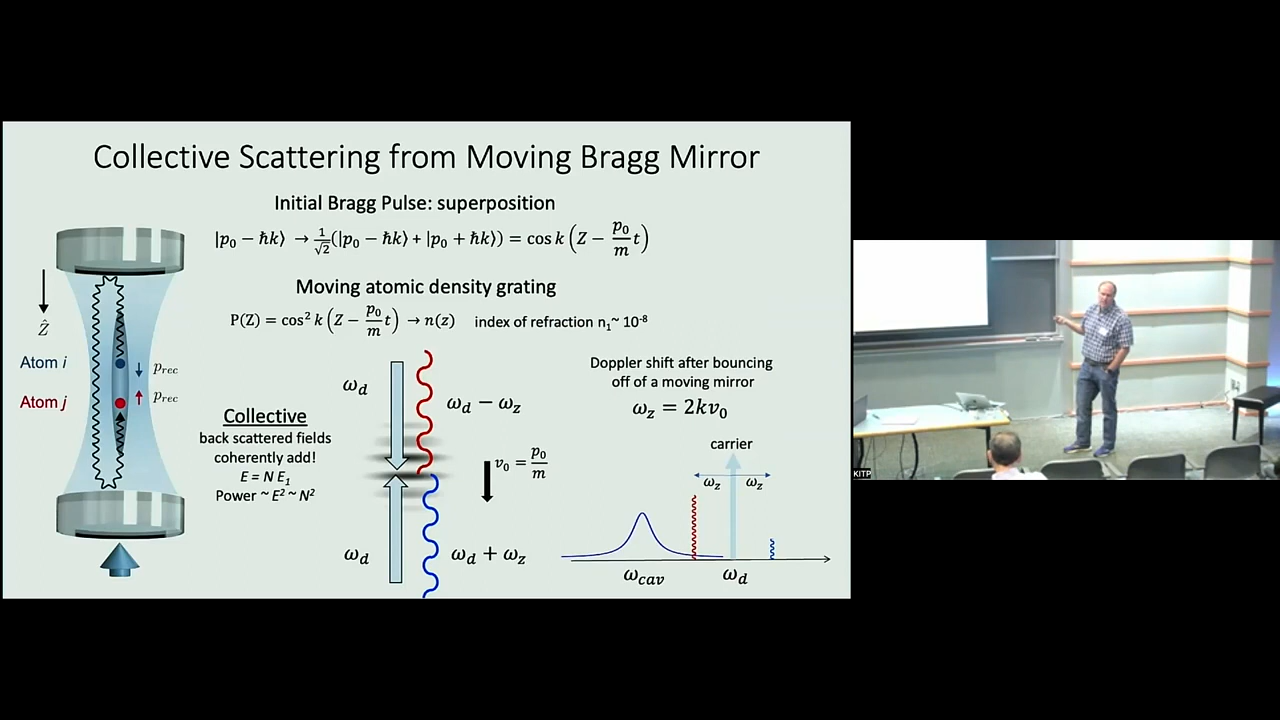 Collective Scattering from Moving Bragg Mirror
Initial Bragg Pulse: superposition
|p₀ − ħk⟩ → 1/√2 (|p₀ − ħk⟩ + |p₀ + ħk⟩) = cos k (Z − p₀/m t)
Moving atomic density grating
P(Z) = cos² k (Z − p₀/m t) → n(z)    index of refraction n₁~ 10⁻⁸
Ẑ
Atom i
p_rec
Atom j
p_rec
Collective
back scattered fields
coherently add!
E = N E₁
Power ~ E² ~ N²
ω_d
ω_d − ω_z
v₀ = p₀/m
ω_d
ω_d + ω_z
Doppler shift after bouncing
off of a moving mirror
ω_z = 2kv₀
carrier
ω_z    ω_z
ω_cav    ω_d
KITP